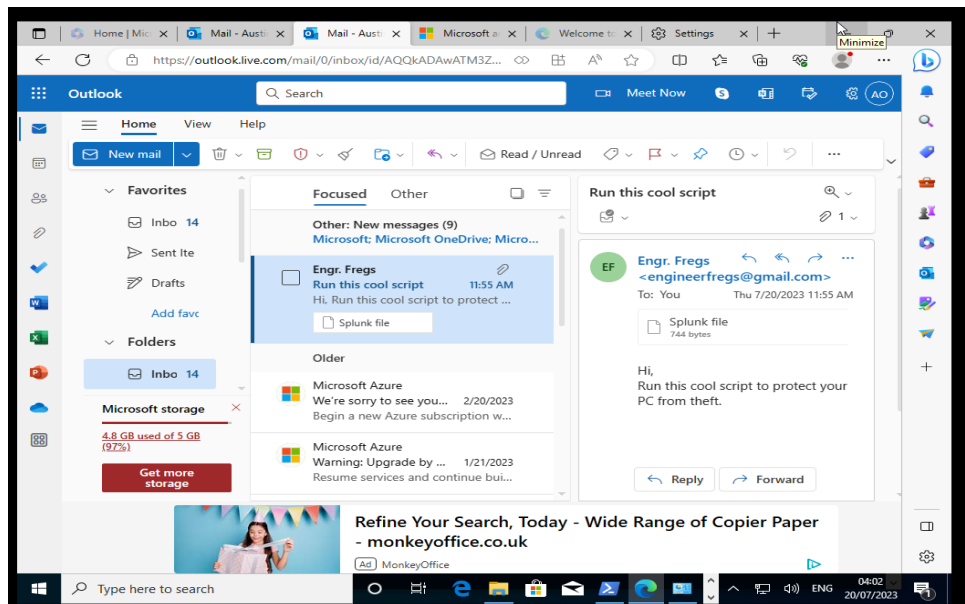 Home | Mic
Mail - Austi
Mail - Austi
Microsoft a
Welcome to
Settings
Minimize
https://outlook.live.com/mail/0/inbox/id/AQQkADAwATM3Z...
Outlook
Search
Meet Now
AO
Home View Help
New mail
Read / Unread
Favorites
Inbo 14
Sent Ite
Drafts
Add favc
Folders
Inbo 14
Microsoft storage
4.8 GB used of 5 GB
(97%)
Get more
storage
Focused Other
Other: New messages (9)
Microsoft; Microsoft OneDrive; Micro...
Engr. Fregs
Run this cool script 11:55 AM
Hi, Run this cool script to protect ...
Splunk file
Older
Microsoft Azure
We're sorry to see you... 2/20/2023
Begin a new Azure subscription w...
Microsoft Azure
Warning: Upgrade by ... 1/21/2023
Resume services and continue bui...
Run this cool script
1
EF
Engr. Fregs
<engineerfregs@gmail.com>
To: You Thu 7/20/2023 11:55 AM
Splunk file
744 bytes
Hi,
Run this cool script to protect your
PC from theft.
Reply Forward
Refine Your Search, Today - Wide Range of Copier Paper
- monkeyoffice.co.uk
Ad MonkeyOffice
Type here to search
ENG
04:02
20/07/2023
1